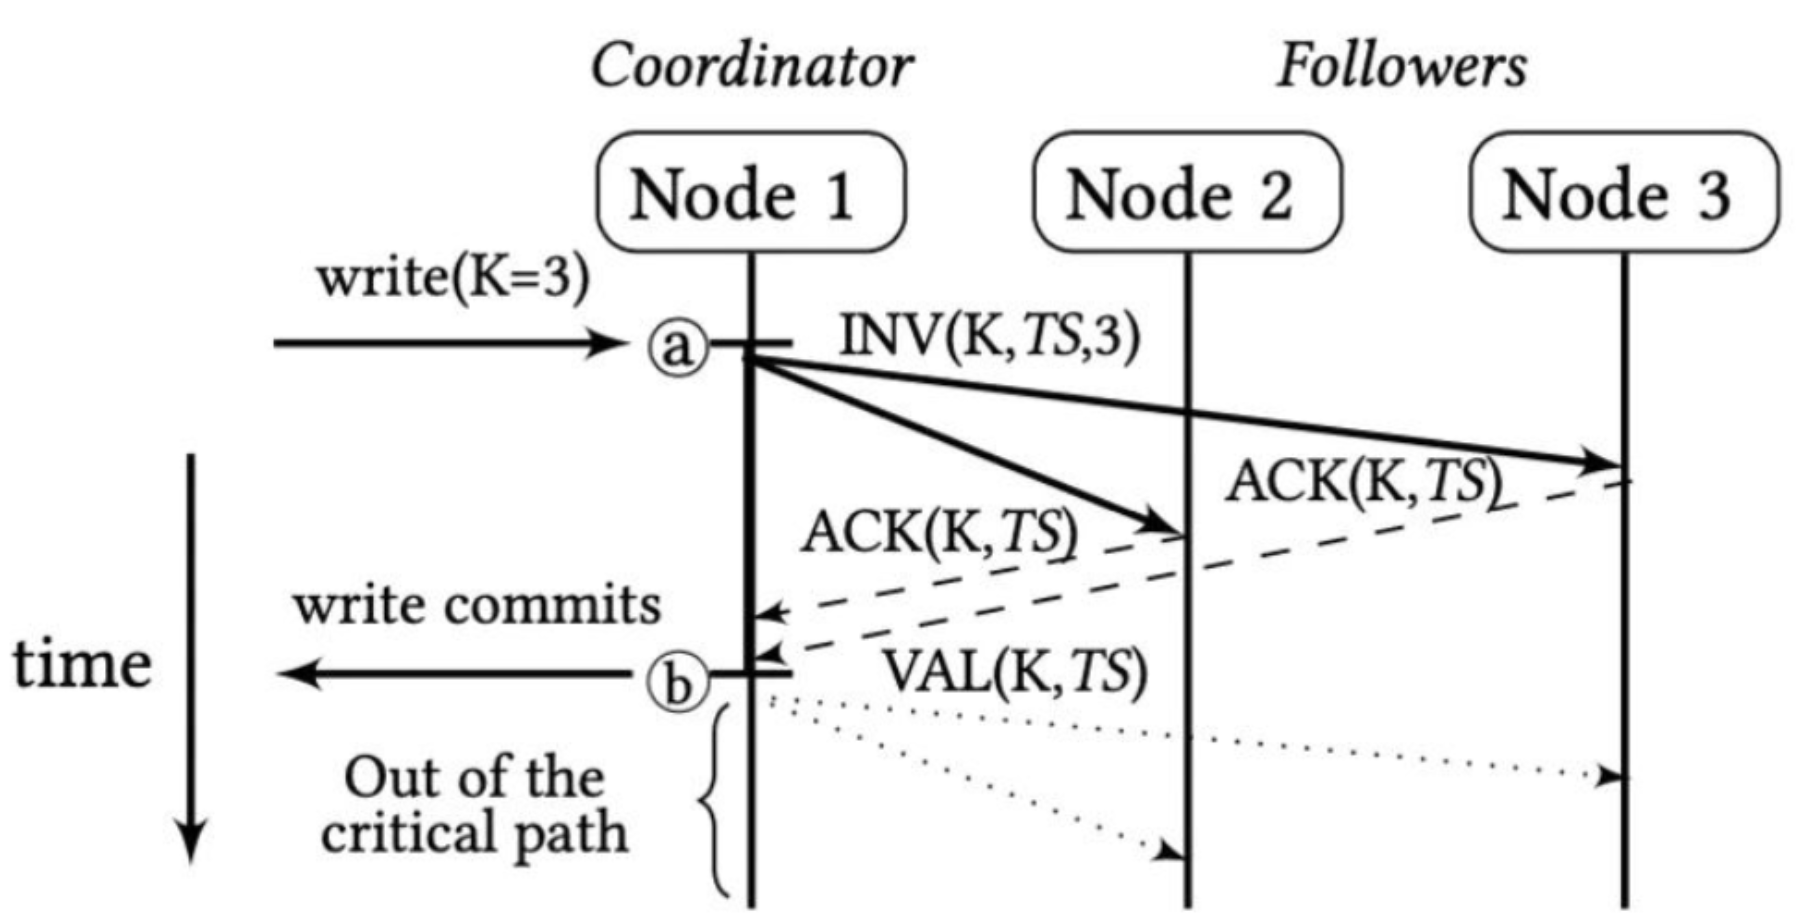 Coordinator
Followers
Node 1
Node 2
Node 3
write(K=3)
a
INV(K,TS,3)
ACK(K,TS)
ACK(K,TS)
write commits
time
b
VAL(K,TS)
Out of the
critical path